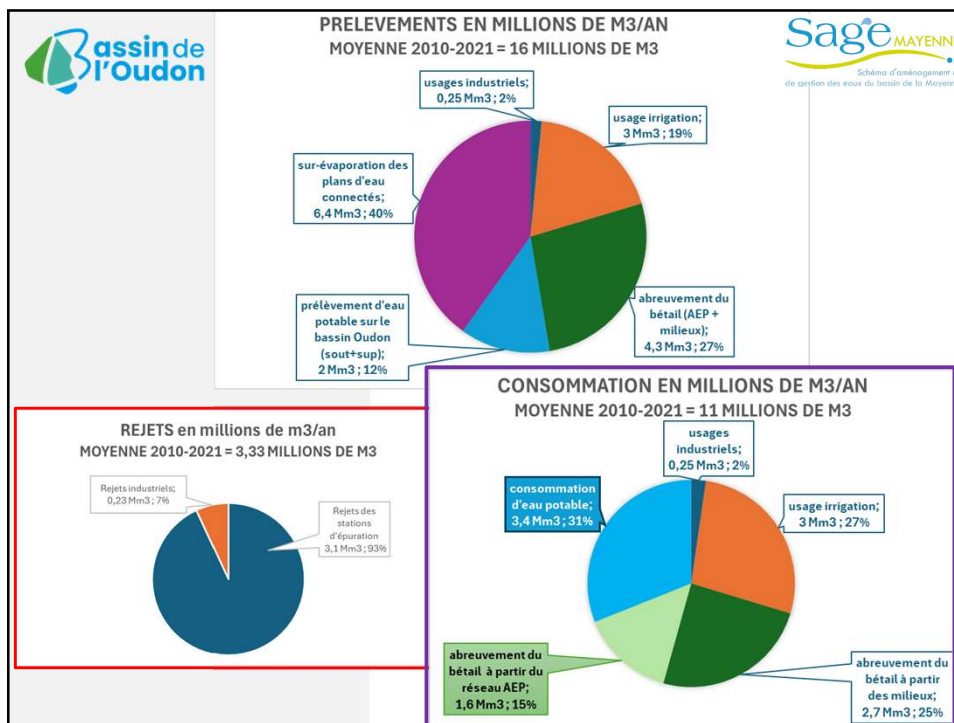 Bassin de
l'Oudon
PRELEVEMENTS EN MILLIONS DE M3/AN
MOYENNE 2010-2021 = 16 MILLIONS DE M3
Sage MAYENN
Schéma d'aménagement e
de gestion des eaux du bassin de la Mayenn
usages industriels;
0,25 Mm3 ; 2%
usage irrigation;
3 Mm3 ; 19%
sur-évaporation des
plans d'eau
connectés;
6,4 Mm3 ; 40%
prélèvement d'eau
potable sur le
bassin Oudon
(sout+sup);
2 Mm3 ; 12%
abreuvement du
bétail (AEP +
milieux);
4,3 Mm3 ; 27%
REJETS en millions de m3/an
MOYENNE 2010-2021 = 3,33 MILLIONS DE M3
Rejets industriels;
0,23 Mm3 ; 7%
Rejets des
stations
d'épuration
3,1 Mm3 ; 93%
CONSOMMATION EN MILLIONS DE M3/AN
MOYENNE 2010-2021 = 11 MILLIONS DE M3
usages
industriels;
0,25 Mm3 ; 2%
consommation
d'eau potable;
3,4 Mm3 ; 31%
usage irrigation;
3 Mm3 ; 27%
abreuvement du
bétail à partir du
réseau AEP;
1,6 Mm3 ; 15%
abreuvement du
bétail à partir
des milieux;
2,7 Mm3 ; 25%